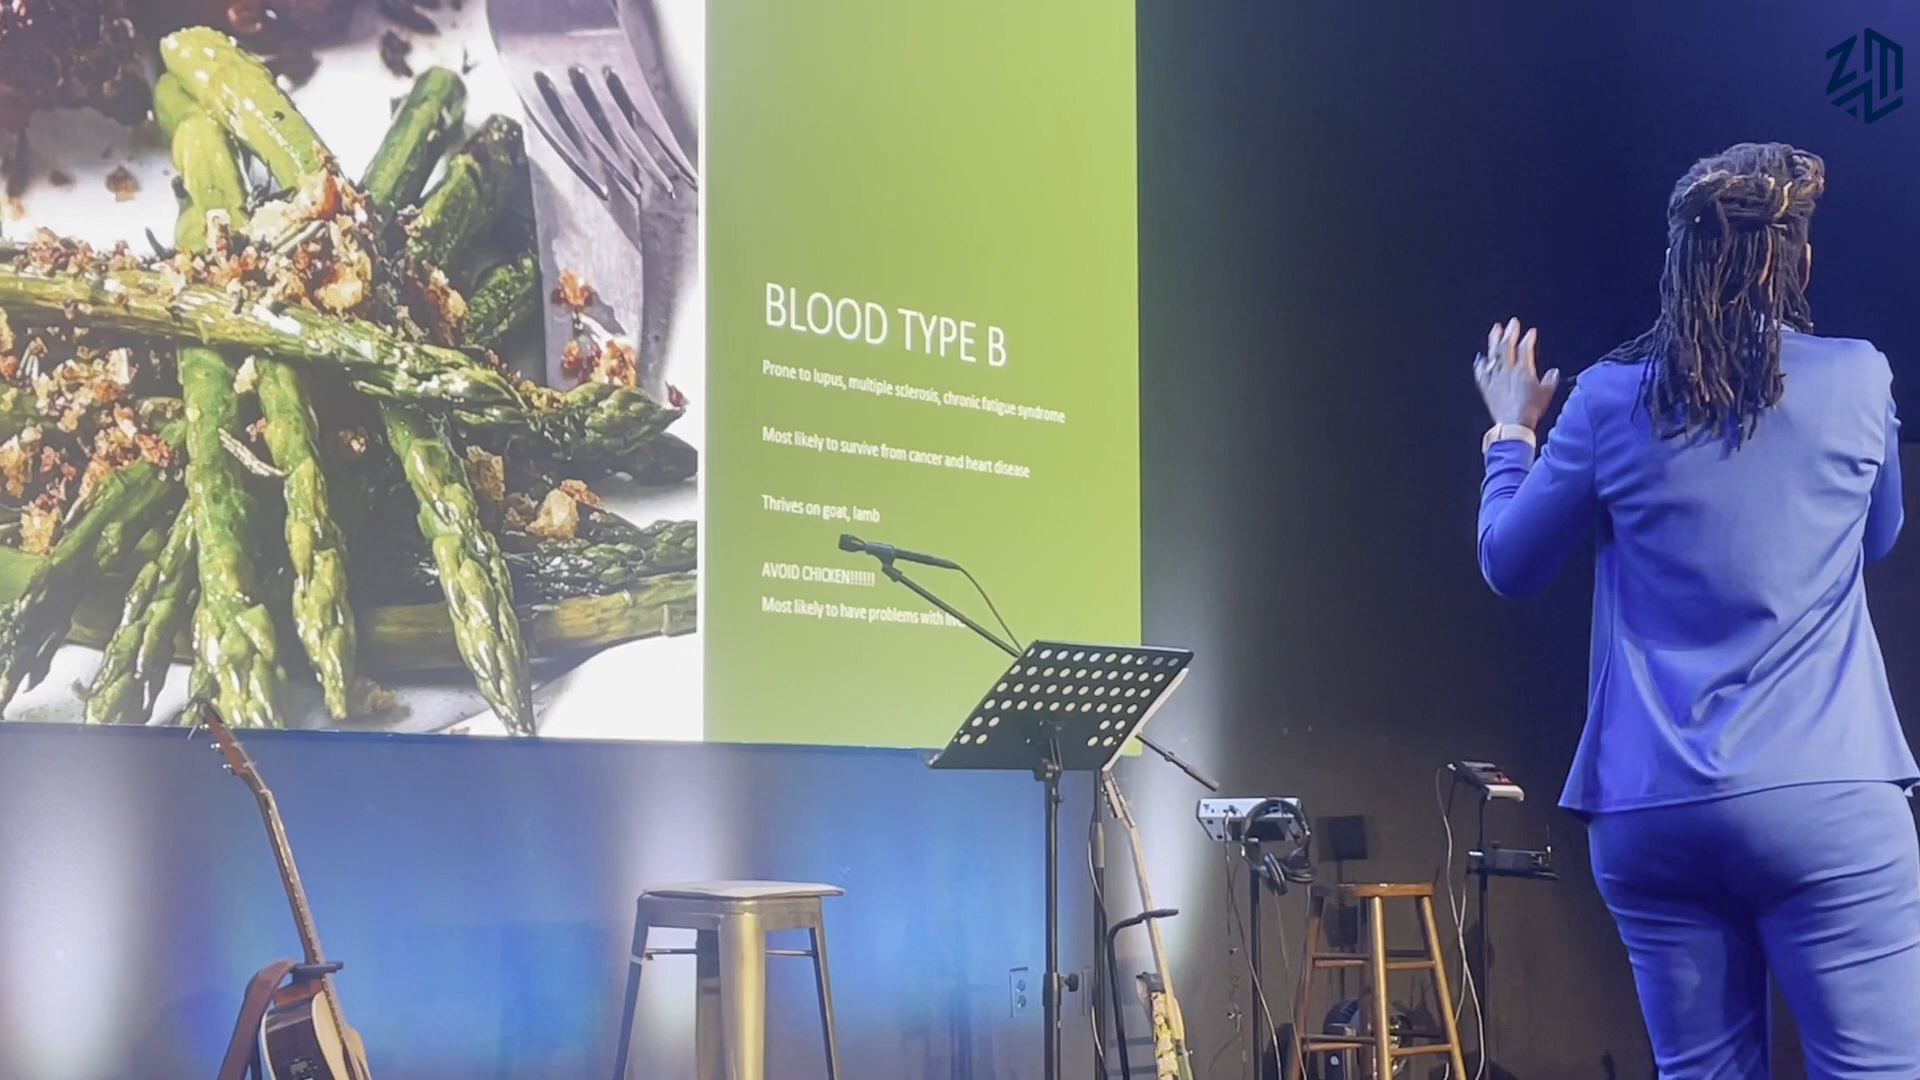 BLOOD TYPE B
Prone to lupus, multiple sclerosis, chronic fatigue syndrome
Most likely to survive from cancer and heart disease
Thrives on goat, lamb
AVOID CHICKEN!!!!!!
Most likely to have problems with